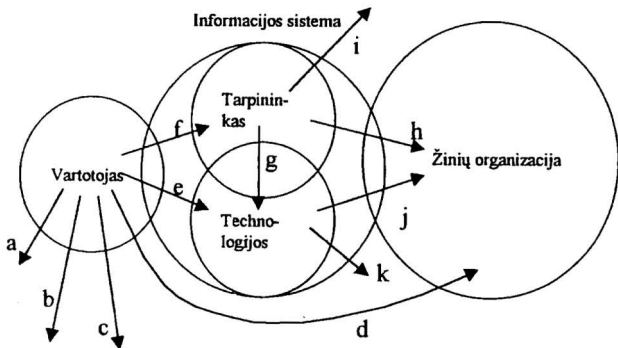 Informacijos sistema
i
Tarpinin-
kas
f
h
Vartotojas
g
Žinių organizacija
e
Techno-
logijos
j
a
k
b
c
d